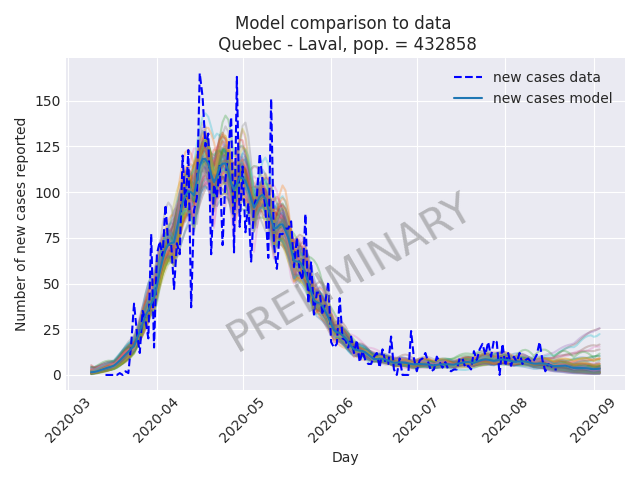 Model comparison to data
Quebec - Laval, pop. = 432858
new cases data
new cases model
Number of new cases reported
150
125
100
75
50
25
0
PRELIMINARY
2020-03
2020-04
2020-05
2020-06
2020-07
2020-08
2020-09
Day